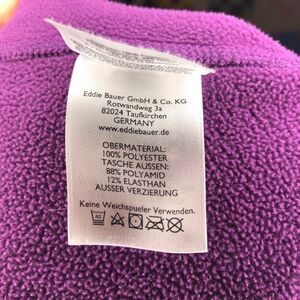 Eddie Bauer GmbH & Co. KG
Rotwandweg 3a
82024 Taufkirchen
GERMANY
www.eddiebauer.de
OBERMATERIAL:
100% POLYESTER
TASCHE AUSSEN:
88% POLYAMID
12% ELASTHAN
AUSSER VERZIERUNG
Keine Weichspueler Verwenden.